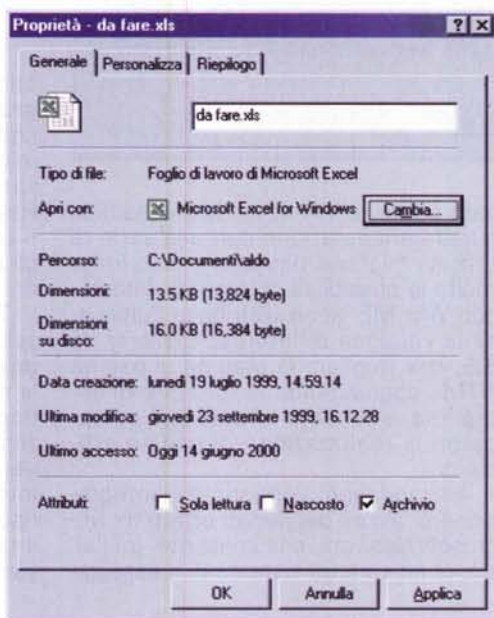 Proprietà - da fare.xls
Generale Personalizza Riepilogo
da fare.xls
Tipo di file: Foglio di lavoro di Microsoft Excel
Apri con: Microsoft Excel for Windows Cambia...
Percorso: C:\Documenti\aldo
Dimensioni: 13.5 KB (13,824 byte)
Dimensioni su disco: 16.0 KB (16,384 byte)
Data creazione: lunedì 19 luglio 1999, 14.59.14
Ultima modifica: giovedì 23 settembre 1999, 16.12.28
Ultimo accesso: Oggi 14 giugno 2000
Attributi: Sola lettura Nascosto Archivio
OK Annulla Applica